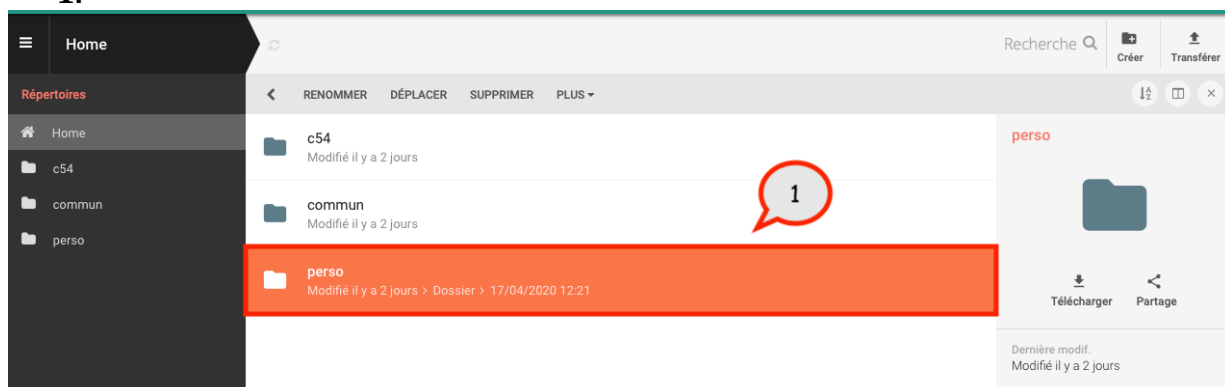 1.
Home
Recherche
Créer
Transférer
Répertoires
RENOMMER DÉPLACER SUPPRIMER PLUS
Home
c54
commun
perso
c54
Modifié il y a 2 jours
commun
Modifié il y a 2 jours
perso
Modifié il y a 2 jours > Dossier > 17/04/2020 12:21
1
perso
Télécharger Partage
Dernière modif.
Modifié il y a 2 jours